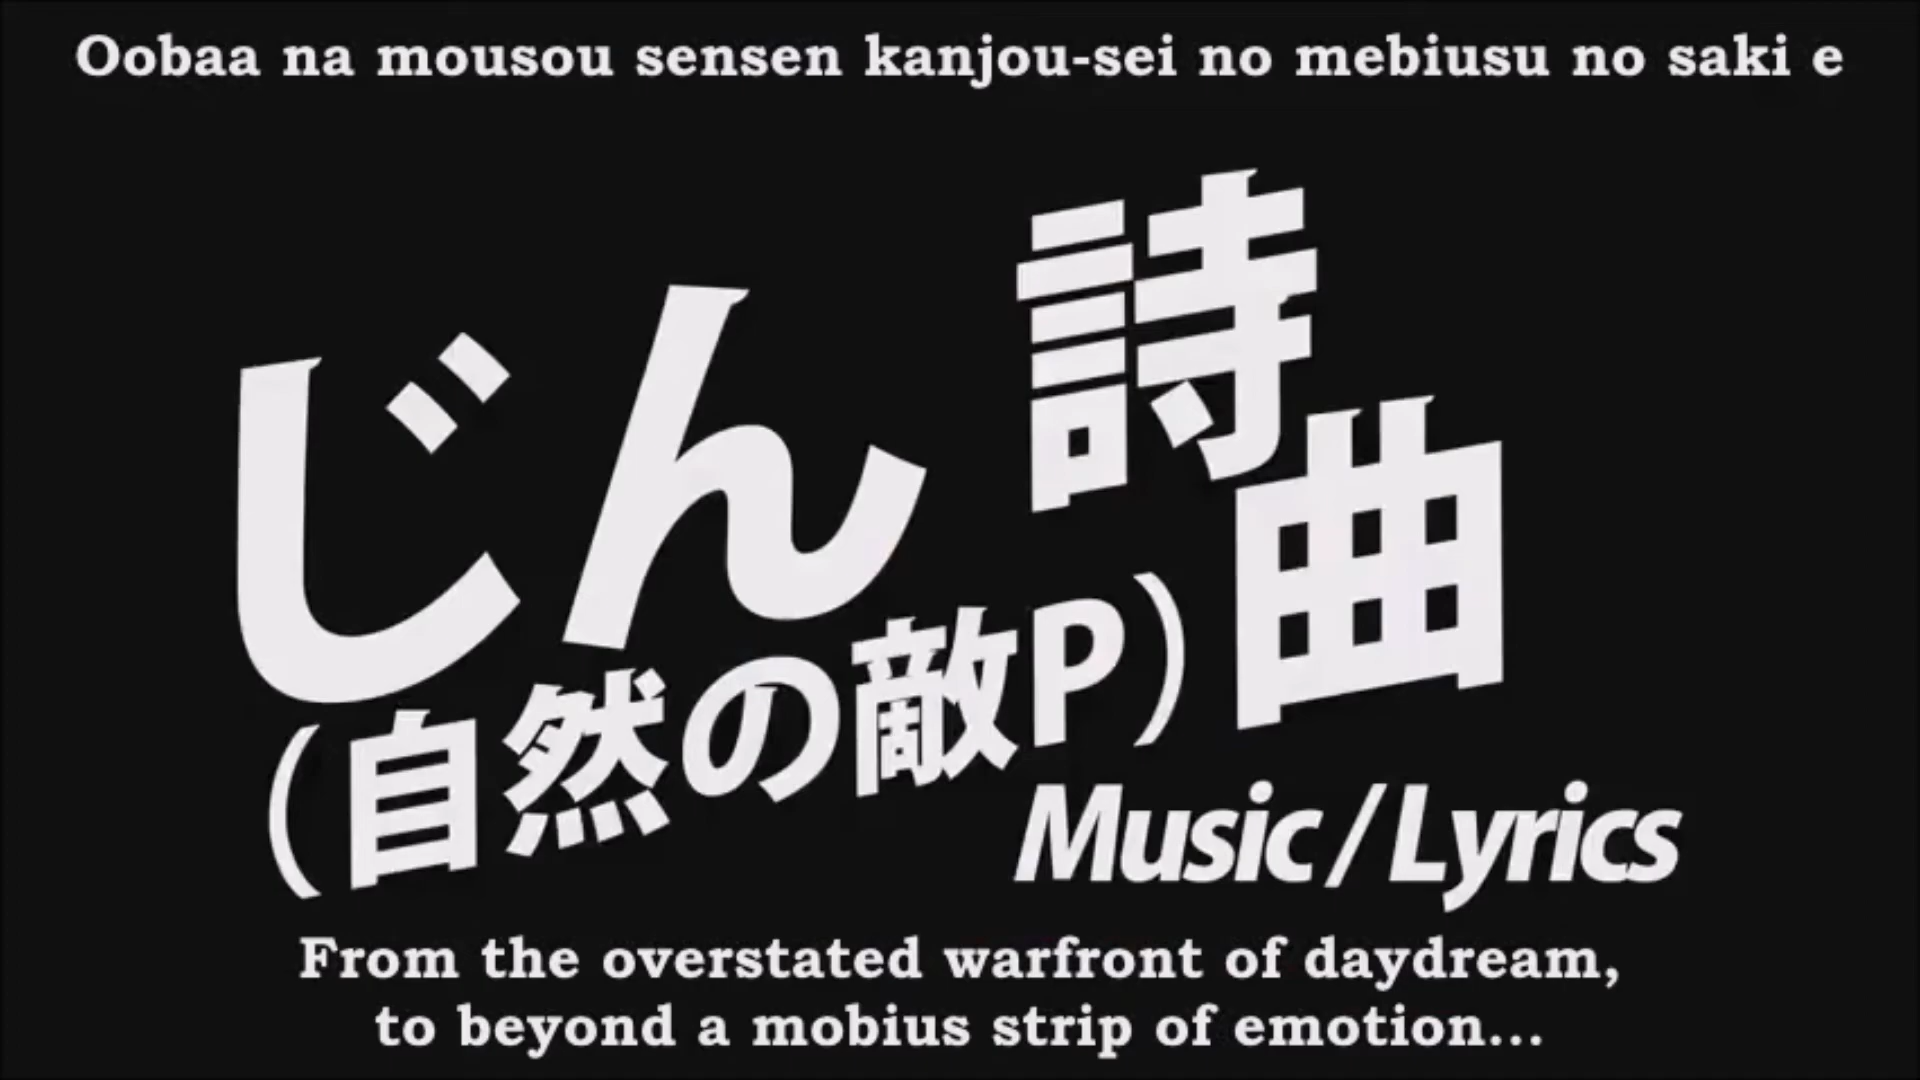 Oobaa na mousou sensen kanjou-sei no mebiusu no saki e
じん
詩
曲
(自然の敵P)
Music / Lyrics
From the overstated warfront of daydream,
to beyond a mobius strip of emotion...